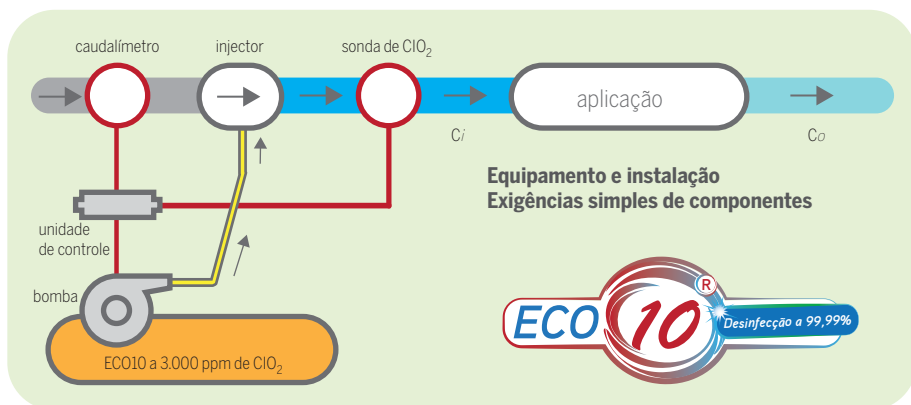 caudalímetro
injector
sonda de ClO₂
aplicação
Ci
Co
Equipamento e instalação
Exigências simples de componentes
unidade
de controle
bomba
ECO10 a 3.000 ppm de ClO₂
ECO 10 R
Desinfecção a 99,99%